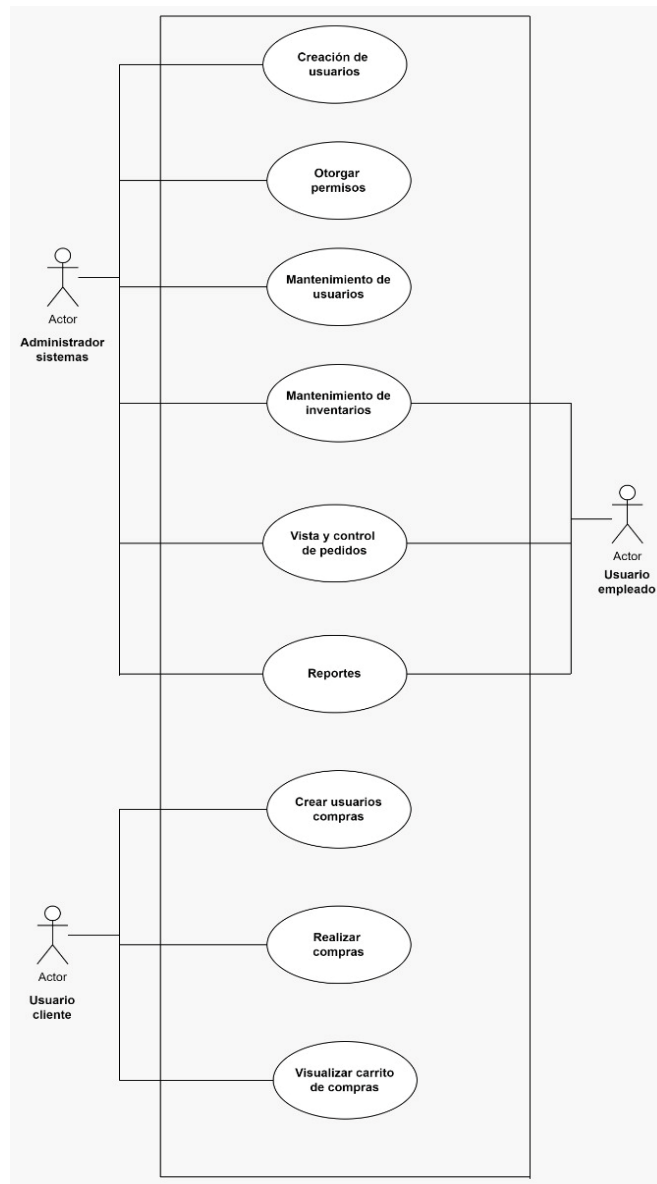 Creación de
usuarios
Otorgar
permisos
Actor
Administrador
sistemas
Mantenimiento de
usuarios
Mantenimiento de
inventarios
Vista y control
de pedidos
Actor
Usuario
empleado
Reportes
Crear usuarios
compras
Actor
Usuario
cliente
Realizar
compras
Visualizar carrito
de compras